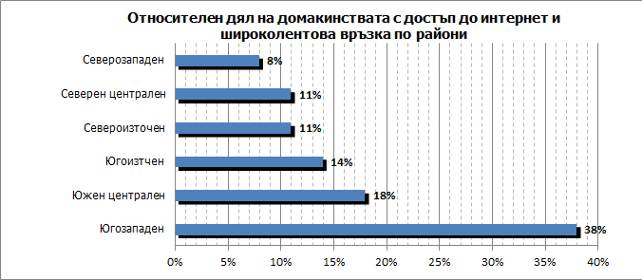 Относителен дял на домакинствата с достъп до интернет и
широколентова връзка по райони
Северозападен
8%
Северен централен
11%
Североизточен
11%
Югоизтчен
14%
Южен централен
18%
Югозападен
38%
0% 5% 10% 15% 20% 25% 30% 35% 40%